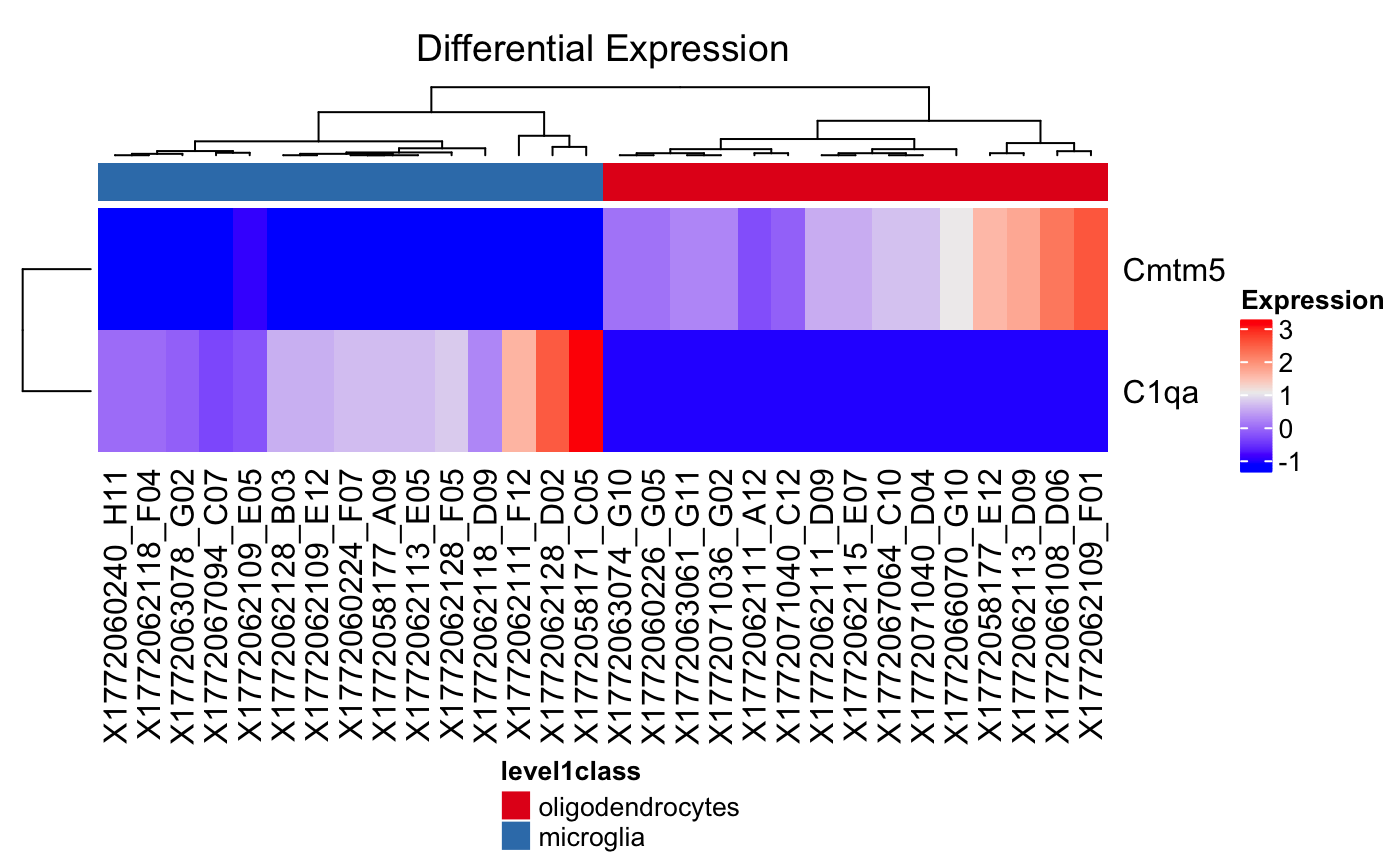 Differential Expression
Cmtm5
C1qa
Expression
3
2
1
0
-1
X1772060240_H11
X1772062118_F04
X1772063078_G02
X1772067094_C07
X1772062109_E05
X1772062128_B03
X1772062109_E12
X1772060224_F07
X1772058177_A09
X1772062113_E05
X1772062128_F05
X1772062118_D09
X1772062111_F12
X1772062128_D02
X1772058171_C05
X1772063074_G10
X1772060226_G05
X1772063061_G11
X1772071036_G02
X1772062111_A12
X1772071040_C12
X1772062111_D09
X1772062115_E07
X1772067064_C10
X1772071040_D04
X1772066070_G10
X1772058177_E12
X1772062113_D09
X1772066108_D06
X1772062109_F01
level1class
oligodendrocytes
microglia